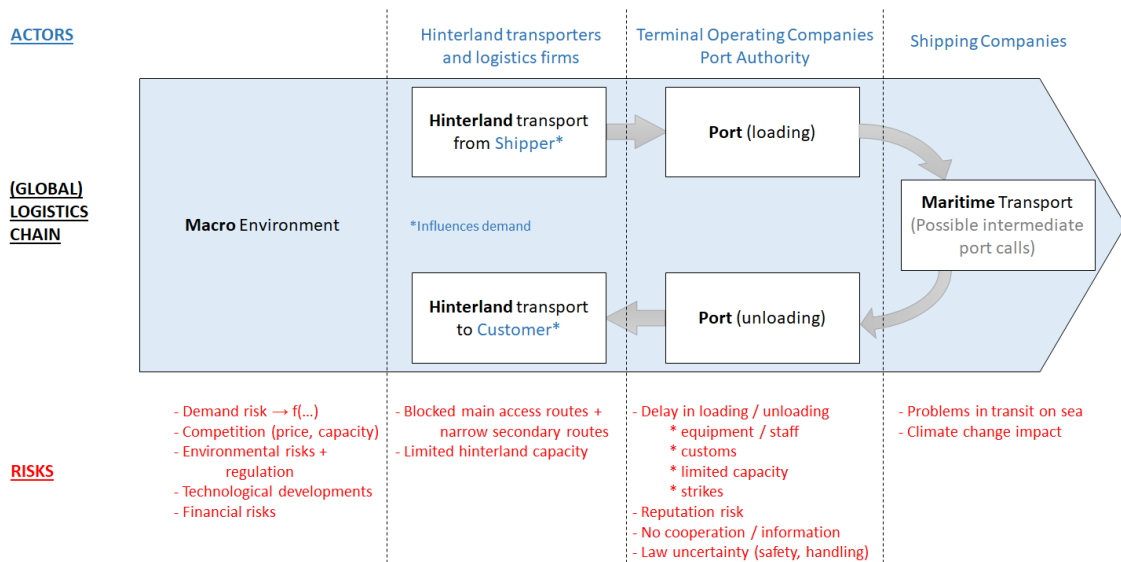 ACTORS
Hinterland transporters
and logistics firms
Terminal Operating Companies
Port Authority
Shipping Companies
(GLOBAL)
LOGISTICS
CHAIN
Macro Environment
Hinterland transport
from Shipper*
Port (loading)
Maritime Transport
(Possible intermediate
port calls)
*Influences demand
Hinterland transport
to Customer*
Port (unloading)
RISKS
- Demand risk → f(...)
- Competition (price, capacity)
- Environmental risks +
regulation
- Technological developments
- Financial risks
- Blocked main access routes +
narrow secondary routes
- Limited hinterland capacity
- Delay in loading / unloading
* equipment / staff
* customs
* limited capacity
* strikes
- Reputation risk
- No cooperation / information
- Law uncertainty (safety, handling)
- Problems in transit on sea
- Climate change impact